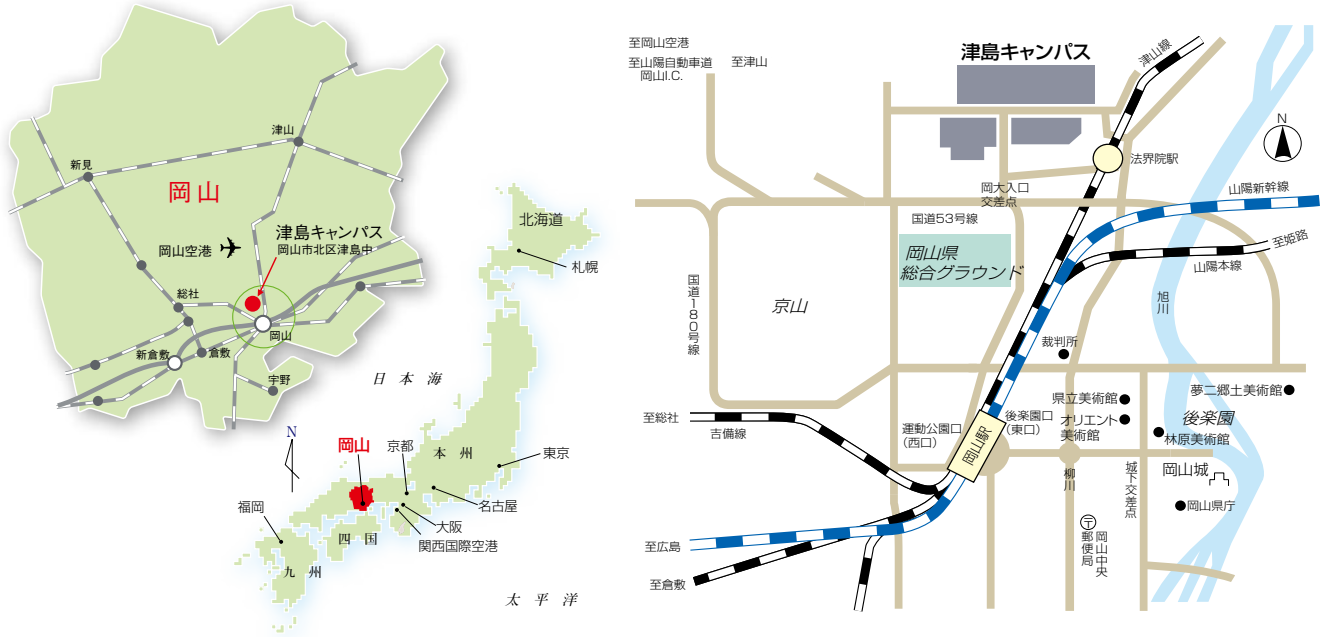 津山
新見
岡山
津島キャンパス
岡山市北区津島中
岡山空港
総社
岡山
新倉敷
倉敷
宇野
北海道
札幌
日本海
N
岡山
京都
本州
東京
名古屋
福岡
大阪
関西国際空港
四国
九州
太平洋
至岡山空港
至山陽自動車道
岡山I.C.
至津山
津島キャンパス
津山線
N
法界院駅
岡大入口
交差点
山陽新幹線
国道53号線
至姫路
山陽本線
岡山県
総合グラウンド
国道180号線
京山
旭川
裁判所
夢二郷土美術館
県立美術館
オリエント
美術館
後楽園
林原美術館
至総社
吉備線
運動公園口
(西口)
後楽園口
(東口)
岡山駅
柳川
城下交差点
岡山城
岡山県庁
〒
岡山中央
郵便局
至広島
至倉敷